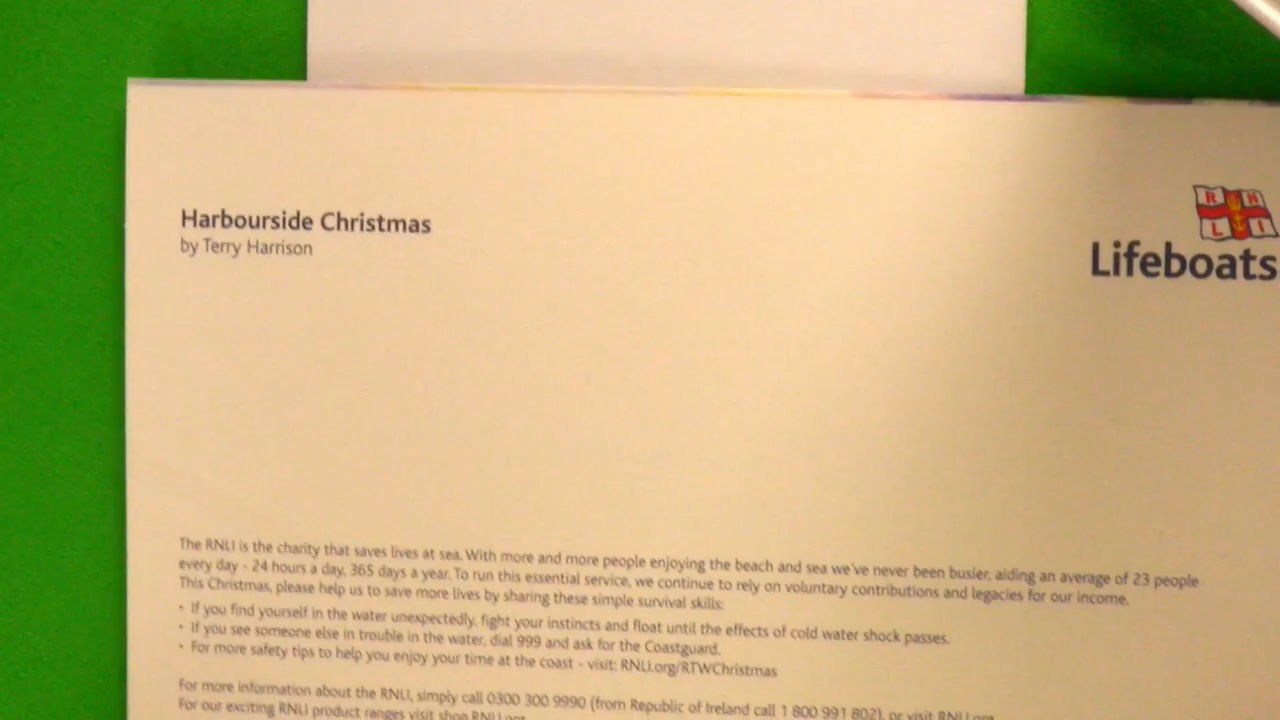 Harbourside Christmas
by Terry Harrison
R N
L I
Lifeboats
The RNLI is the charity that saves lives at sea. With more and more people enjoying the beach and sea we've never been busier, aiding an average of 23 people
every day - 24 hours a day, 365 days a year. To run this essential service, we continue to rely on voluntary contributions and legacies for our income.
This Christmas, please help us to save more lives by sharing these simple survival skills:
• If you find yourself in the water unexpectedly, fight your instincts and float until the effects of cold water shock passes.
• If you see someone else in trouble in the water, dial 999 and ask for the Coastguard.
• For more safety tips to help you enjoy your time at the coast - visit: RNLI.org/RTWChristmas
For more information about the RNLI, simply call 0300 300 9990 (from Republic of Ireland call 1 800 991 802), or visit RNLI.org
For our exciting RNLI product ranges visit shop.RNLI.org